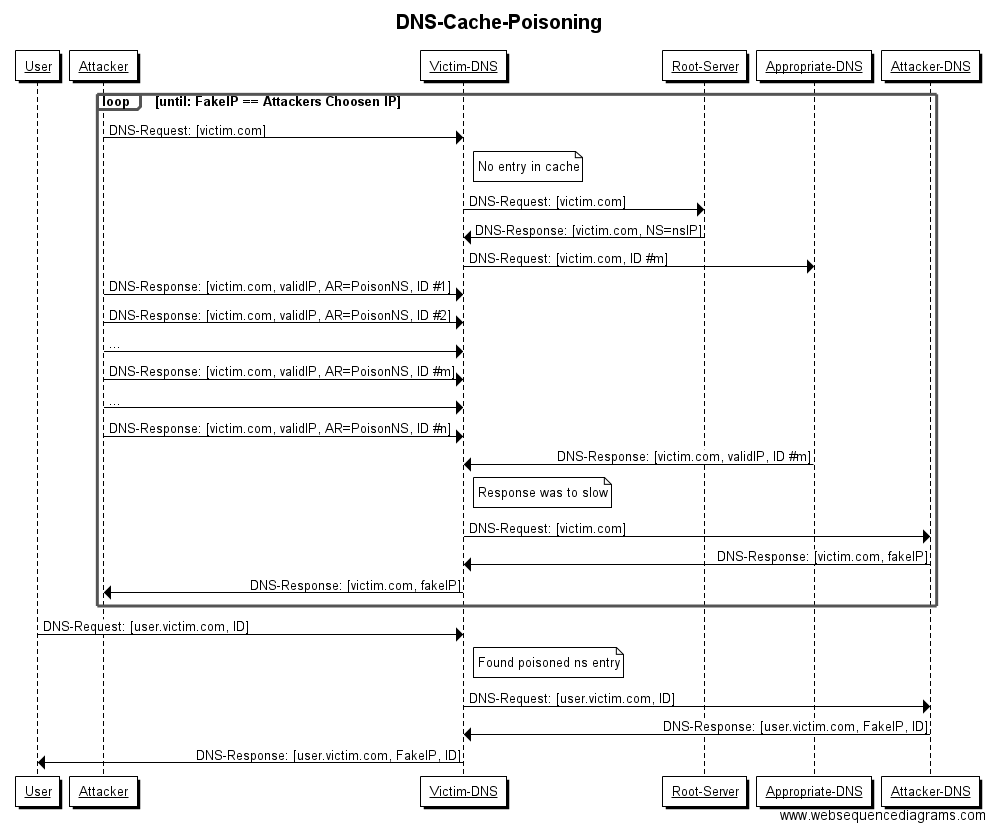 DNS-Cache-Poisoning
User Attacker Victim-DNS Root-Server Appropriate-DNS Attacker-DNS
loop [until: FakeIP == Attackers Choosen IP]
DNS-Request: [victim.com]
No entry in cache
DNS-Request: [victim.com]
DNS-Response: [victim.com, NS=nsIP]
DNS-Request: [victim.com, ID #m]
DNS-Response: [victim.com, validIP, AR=PoisonNS, ID #1]
DNS-Response: [victim.com, validIP, AR=PoisonNS, ID #2]
...
DNS-Response: [victim.com, validIP, AR=PoisonNS, ID #m]
...
DNS-Response: [victim.com, validIP, AR=PoisonNS, ID #n]
DNS-Response: [victim.com, validIP, ID #m]
Response was to slow
DNS-Request: [victim.com]
DNS-Response: [victim.com, fakeIP]
DNS-Response: [victim.com, fakeIP]
DNS-Request: [user.victim.com, ID]
Found poisoned ns entry
DNS-Request: [user.victim.com, ID]
DNS-Response: [user.victim.com, FakeIP, ID]
DNS-Response: [user.victim.com, FakeIP, ID]
User Attacker Victim-DNS Root-Server Appropriate-DNS Attacker-DNS
www.websequencediagrams.com